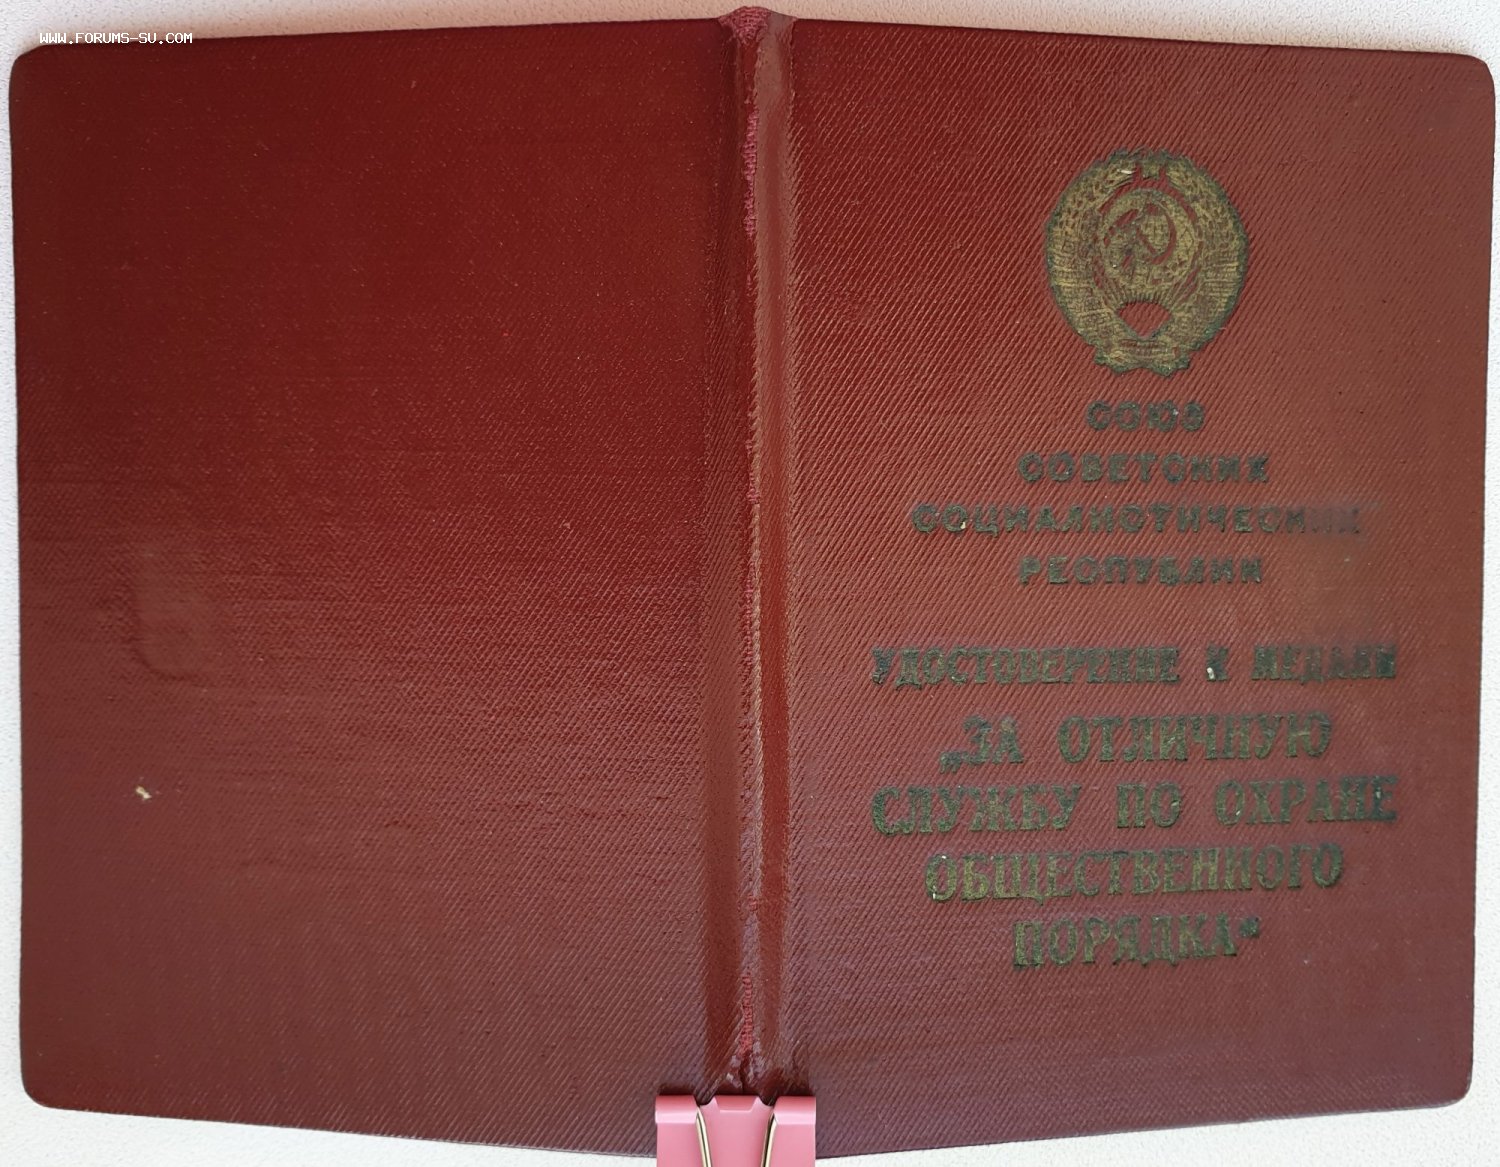 WWW.FORUMS-SU.COM
СОЮЗ
СОВЕТСКИХ
СОЦИАЛИСТИЧЕСКИХ
РЕСПУБЛИК
УДОСТОВЕРЕНИЕ К МЕДАЛИ
„ЗА ОТЛИЧНУЮ
СЛУЖБУ ПО ОХРАНЕ
ОБЩЕСТВЕННОГО
ПОРЯДКА“